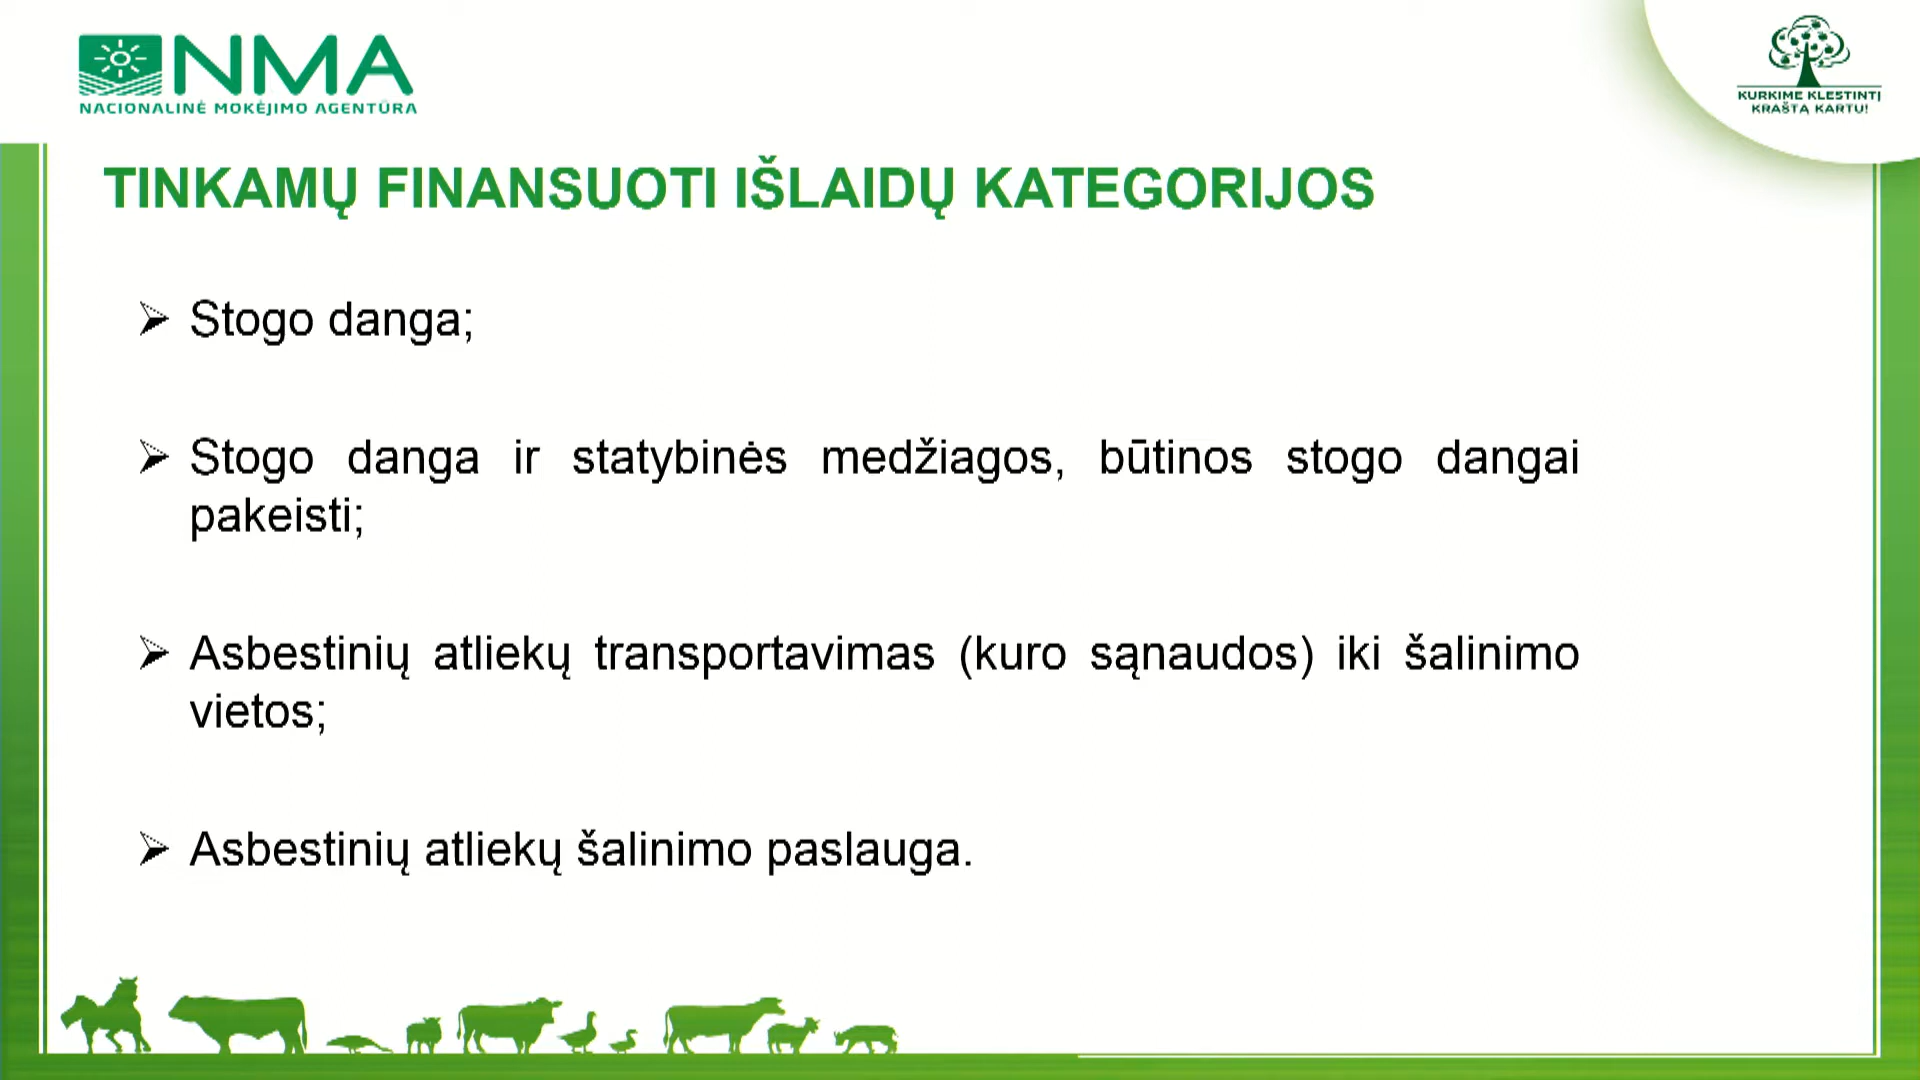 NMA
NACIONALINĖ MOKĖJIMO AGENTŪRA
KURKIME KLESTINTĮ
KRAŠTĄ KARTU!
TINKAMŲ FINANSUOTI IŠLAIDŲ KATEGORIJOS
➢ Stogo danga;
➢ Stogo danga ir statybinės medžiagos, būtinos stogo dangai
pakeisti;
➢ Asbestinių atliekų transportavimas (kuro sąnaudos) iki šalinimo
vietos;
➢ Asbestinių atliekų šalinimo paslauga.